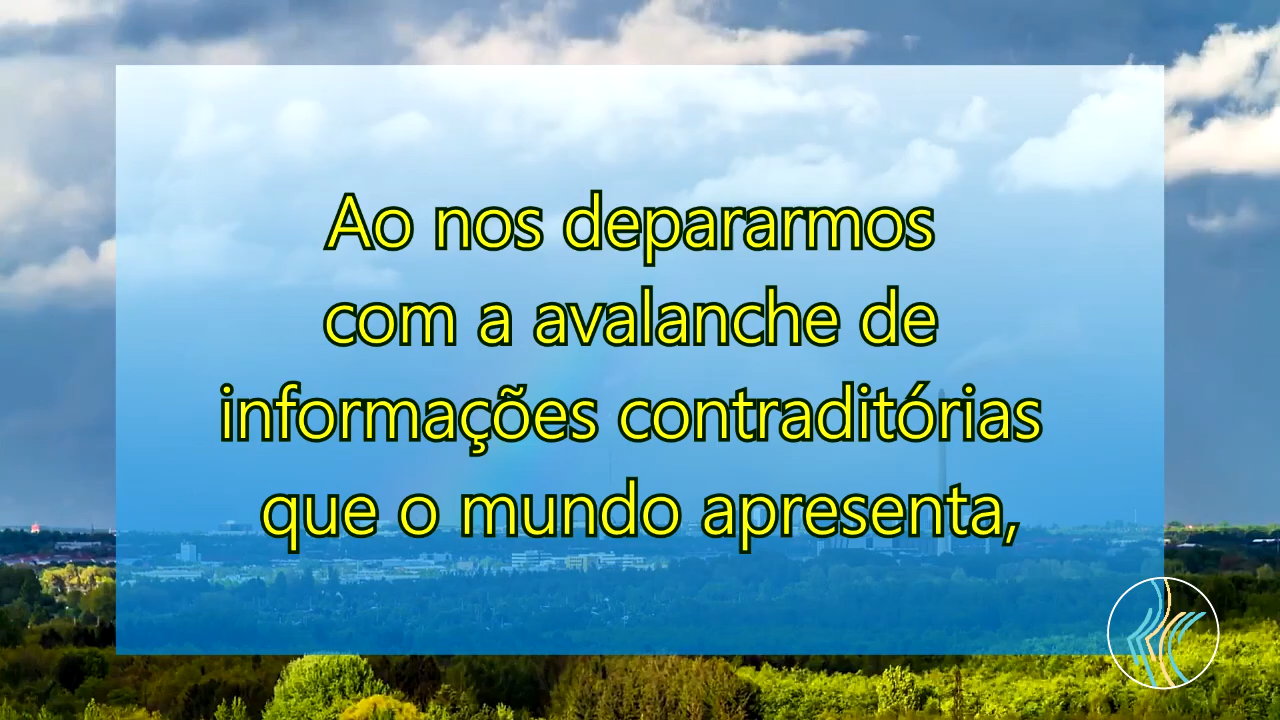 Ao nos depararmos
com a avalanche de
informações contraditórias
que o mundo apresenta,